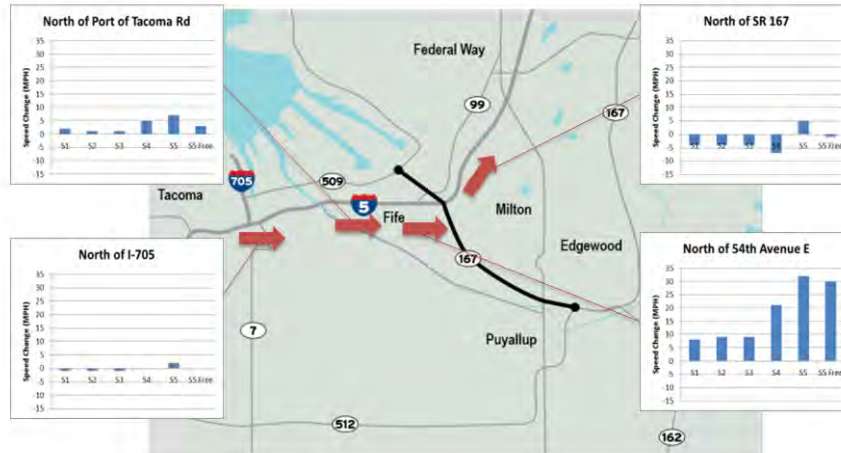 North of Port of Tacoma Rd
Speed Change (MPH)
35
30
25
20
15
10
5
0
-5
-10
-15
S1
S2
S3
S4
S5
S5 Free
North of SR 167
Speed Change (MPH)
35
30
25
20
15
10
5
0
-5
-10
-15
S1
S2
S3
S4
S5
S5 Free
Federal Way
99
167
705
509
Tacoma
5
Fife
Milton
Edgewood
167
7
Puyallup
512
162
North of I-705
Speed Change (MPH)
35
30
25
20
15
10
5
0
-5
-10
-15
S1
S2
S3
S4
S5
S5 Free
North of 54th Avenue E
Speed Change (MPH)
35
30
25
20
15
10
5
0
-5
-10
-15
S1
S2
S3
S4
S5
S5 Free